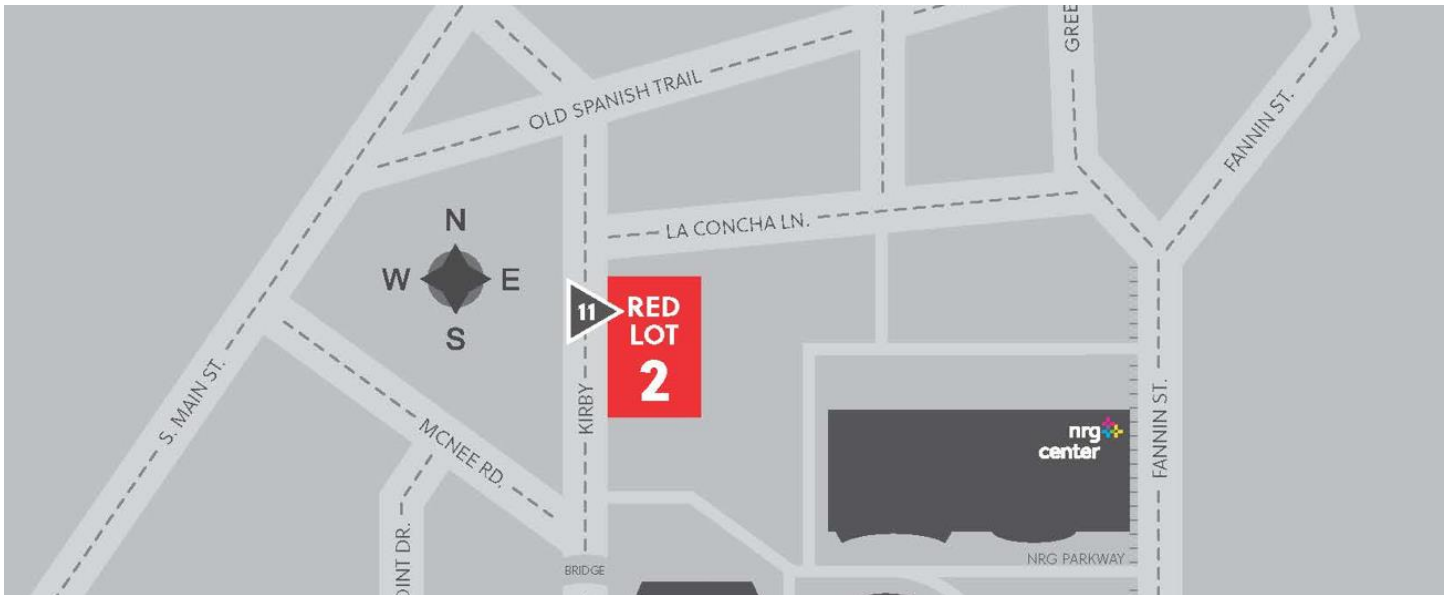 GREE
OLD SPANISH TRAIL
FANNIN ST.
LA CONCHA LN.
N
W E
S
11
RED
LOT
2
S. MAIN ST.
KIRBY
MCNEE RD.
nrg
center
FANNIN ST.
OINT DR.
BRIDGE
NRG PARKWAY